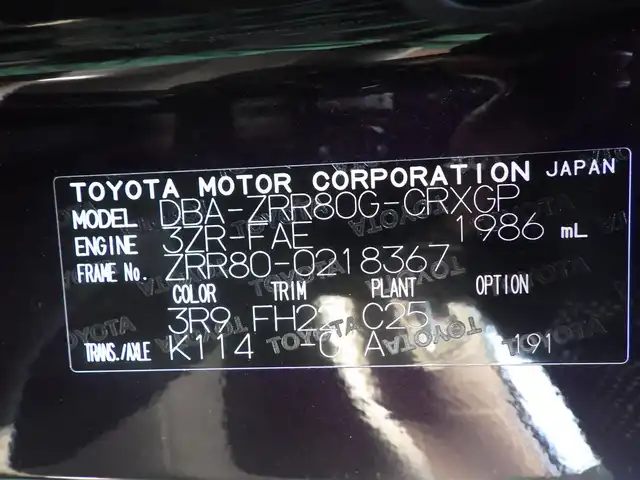 TOYOTA MOTOR CORPORATION JAPAN
MODEL DBA-ZRR80G-CRXGP
ENGINE 3ZR-FAE 1986 mL
FRAME No. ZRR80-0218367
COLOR TRIM PLANT OPTION
3R9 FH22 C25
TRANS./AXLE K114 -C A 191